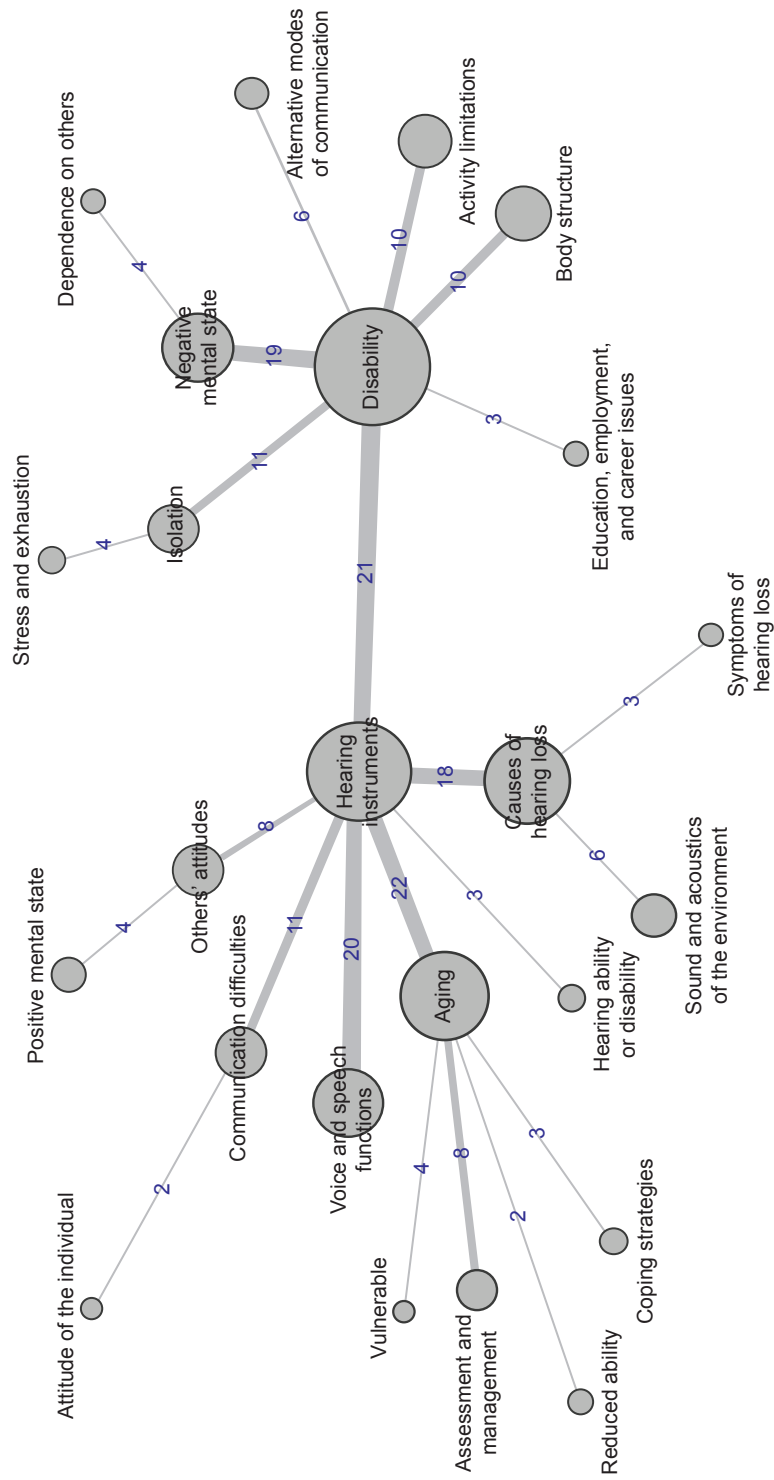 Stress and exhaustion
Positive mental state
Attitude of the individual
Dependence on others
4
4
4
2
Isolation
Negative
mental state
Others' attitudes
Communication difficulties
11
19
8
11
6
Alternative modes
of communication
Voice and speech
functions
20
Hearing
instruments
21
Disability
Vulnerable
4
22
10
Aging
18
10
Activity limitations
Assessment and
management
8
3
3
Causes of
hearing loss
Body structure
2
3
6
3
Hearing ability
or disability
Education, employment,
and career issues
Reduced ability
Coping strategies
Sound and acoustics
of the environment
Symptoms of
hearing loss